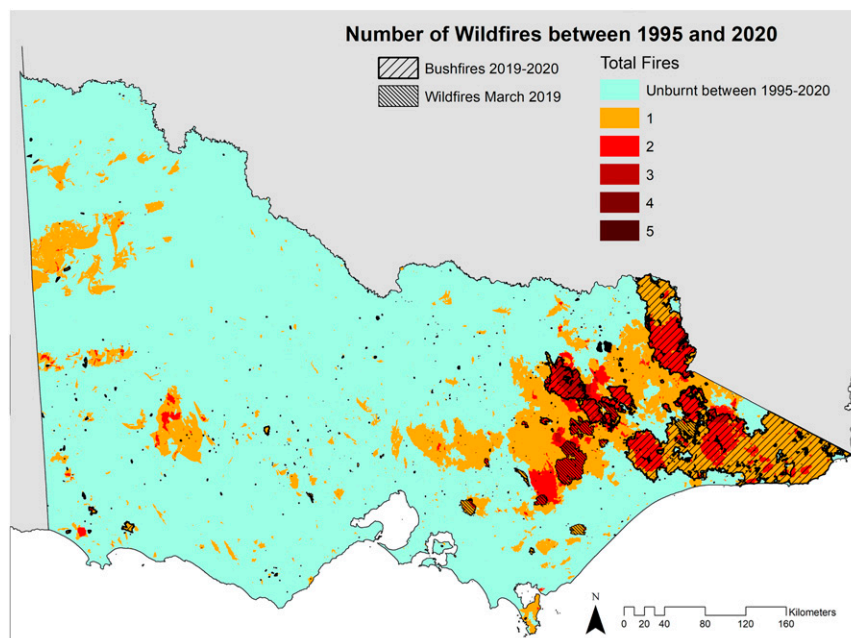 Number of Wildfires between 1995 and 2020
Bushfires 2019-2020
Wildfires March 2019
Total Fires
Unburnt between 1995-2020
1
2
3
4
5
N
0 10 20 40 80 120 160
Kilometers